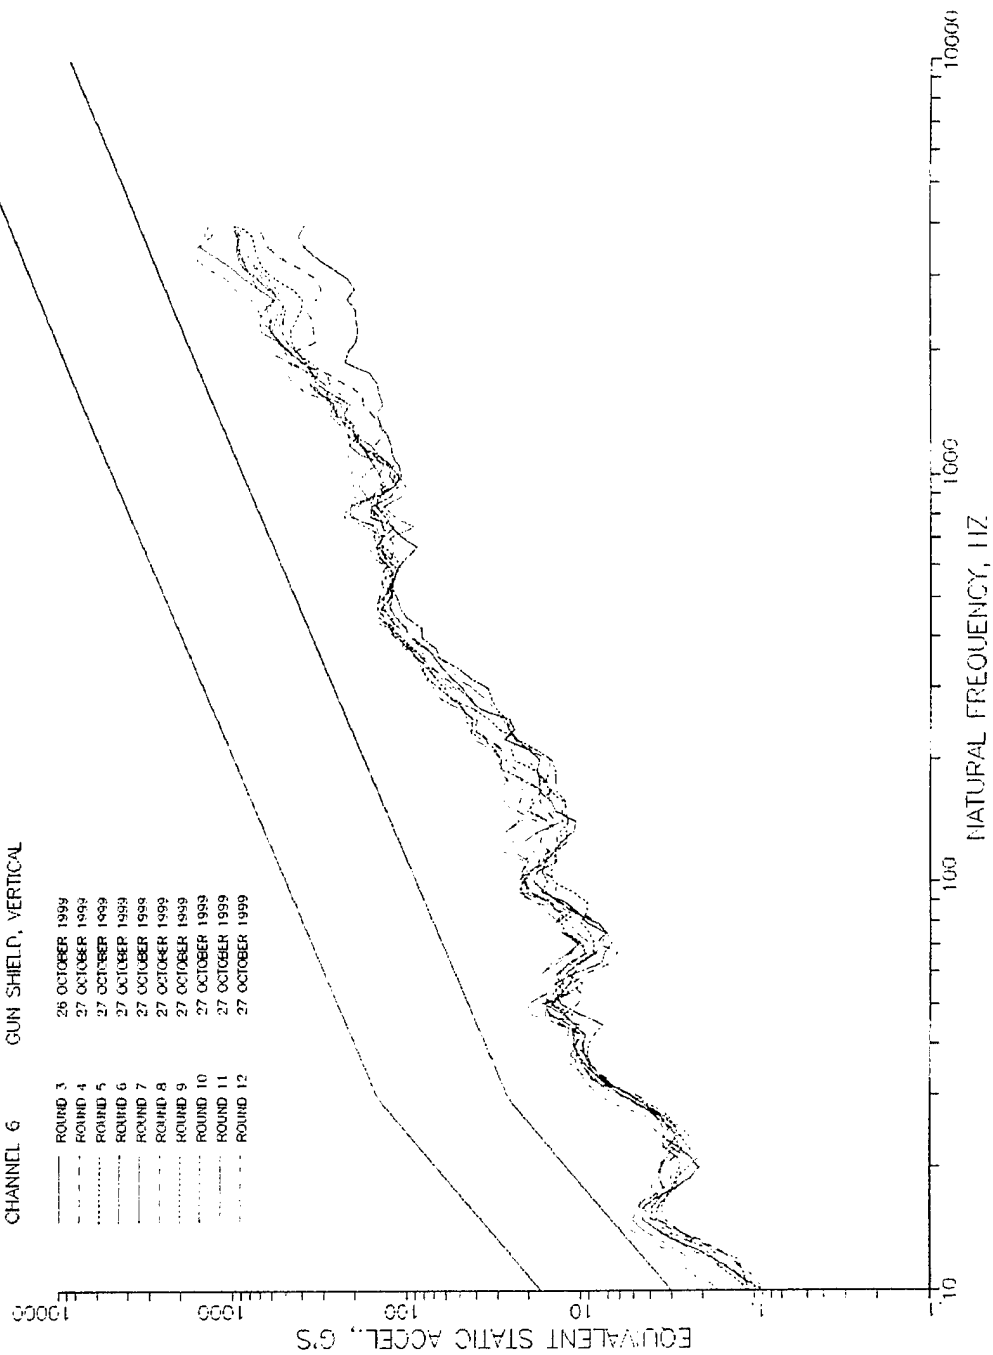 CHANNEL 6 GUN SHIELD, VERTICAL
ROUND 3 26 OCTOBER 1999
ROUND 4 27 OCTOBER 1999
ROUND 5 27 OCTOBER 1999
ROUND 6 27 OCTOBER 1999
ROUND 7 27 OCTOBER 1999
ROUND 8 27 OCTOBER 1999
ROUND 9 27 OCTOBER 1999
ROUND 10 27 OCTOBER 1999
ROUND 11 27 OCTOBER 1999
ROUND 12 27 OCTOBER 1999
EQUIVALENT STATIC ACCEL., G'S
10000
1000
100
10
1
.1
10
100
1000
10000
NATURAL FREQUENCY, HZ